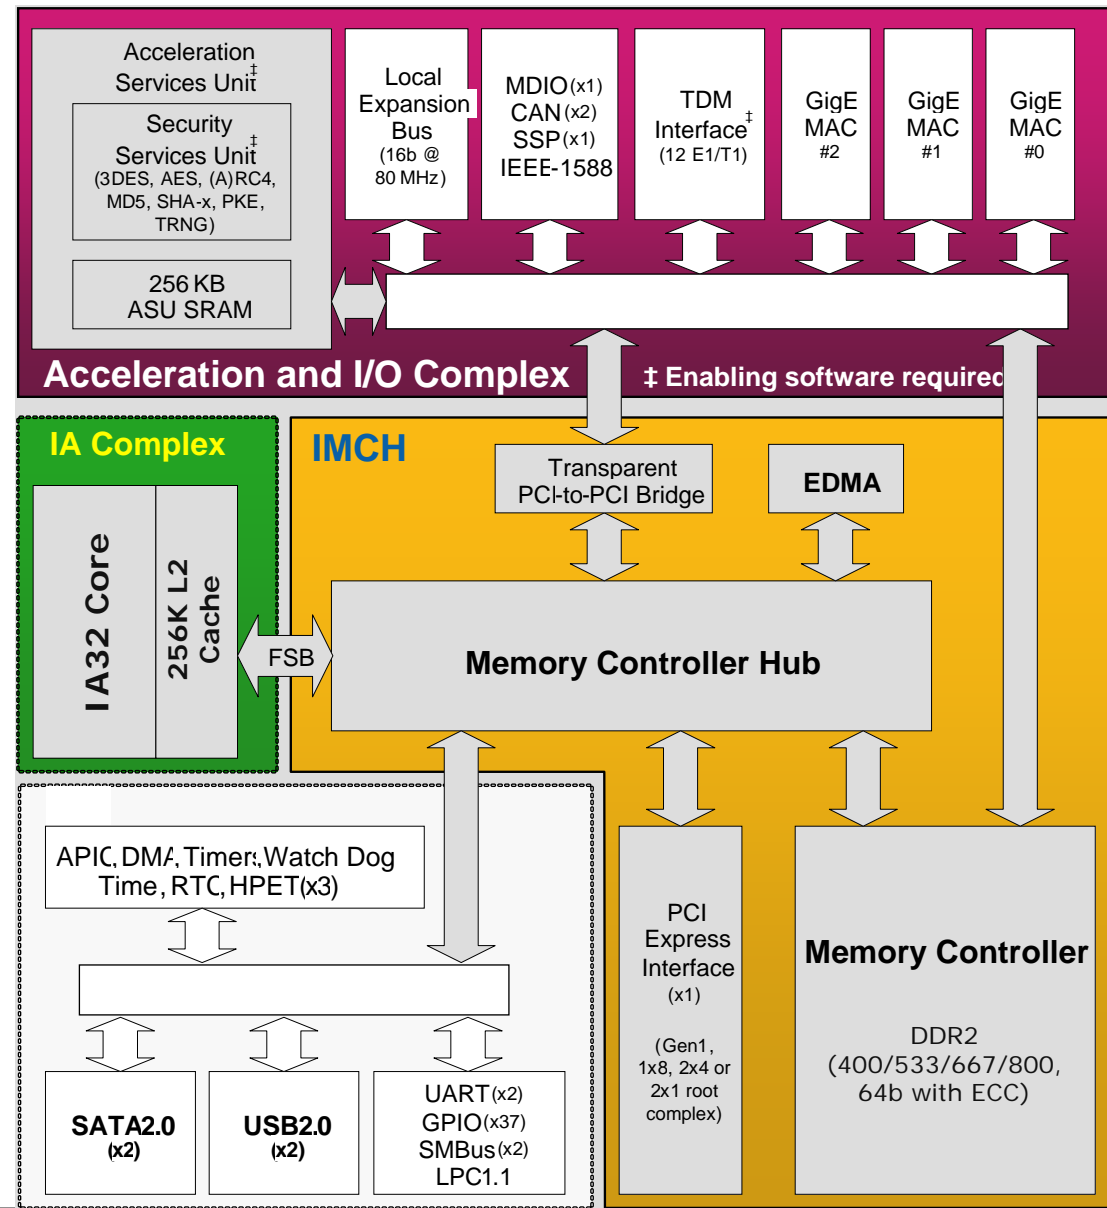 Acceleration
Services Unit‡
Security
Services Unit‡
(3DES, AES, (A)RC4,
MD5, SHA-x, PKE,
TRNG)
256 KB
ASU SRAM
Local
Expansion
Bus
(16b @
80 MHz)
MDIO (x1)
CAN (x2)
SSP (x1)
IEEE-1588
TDM
Interface‡
(12 E1/T1)
GigE
MAC
#2
GigE
MAC
#1
GigE
MAC
#0
Acceleration and I/O Complex
‡ Enabling software required
IA Complex
IA32 Core
256K L2
Cache
FSB
IMCH
Transparent
PCI-to-PCI Bridge
EDMA
Memory Controller Hub
APIC, DMA, Timers, Watch Dog
Time, RTC, HPET (x3)
SATA2.0
(x2)
USB2.0
(x2)
UART (x2)
GPIO (x37)
SMBus (x2)
LPC1.1
PCI
Express
Interface
(x1)
(Gen1,
1x8, 2x4 or
2x1 root
complex)
Memory Controller
DDR2
(400/533/667/800,
64b with ECC)